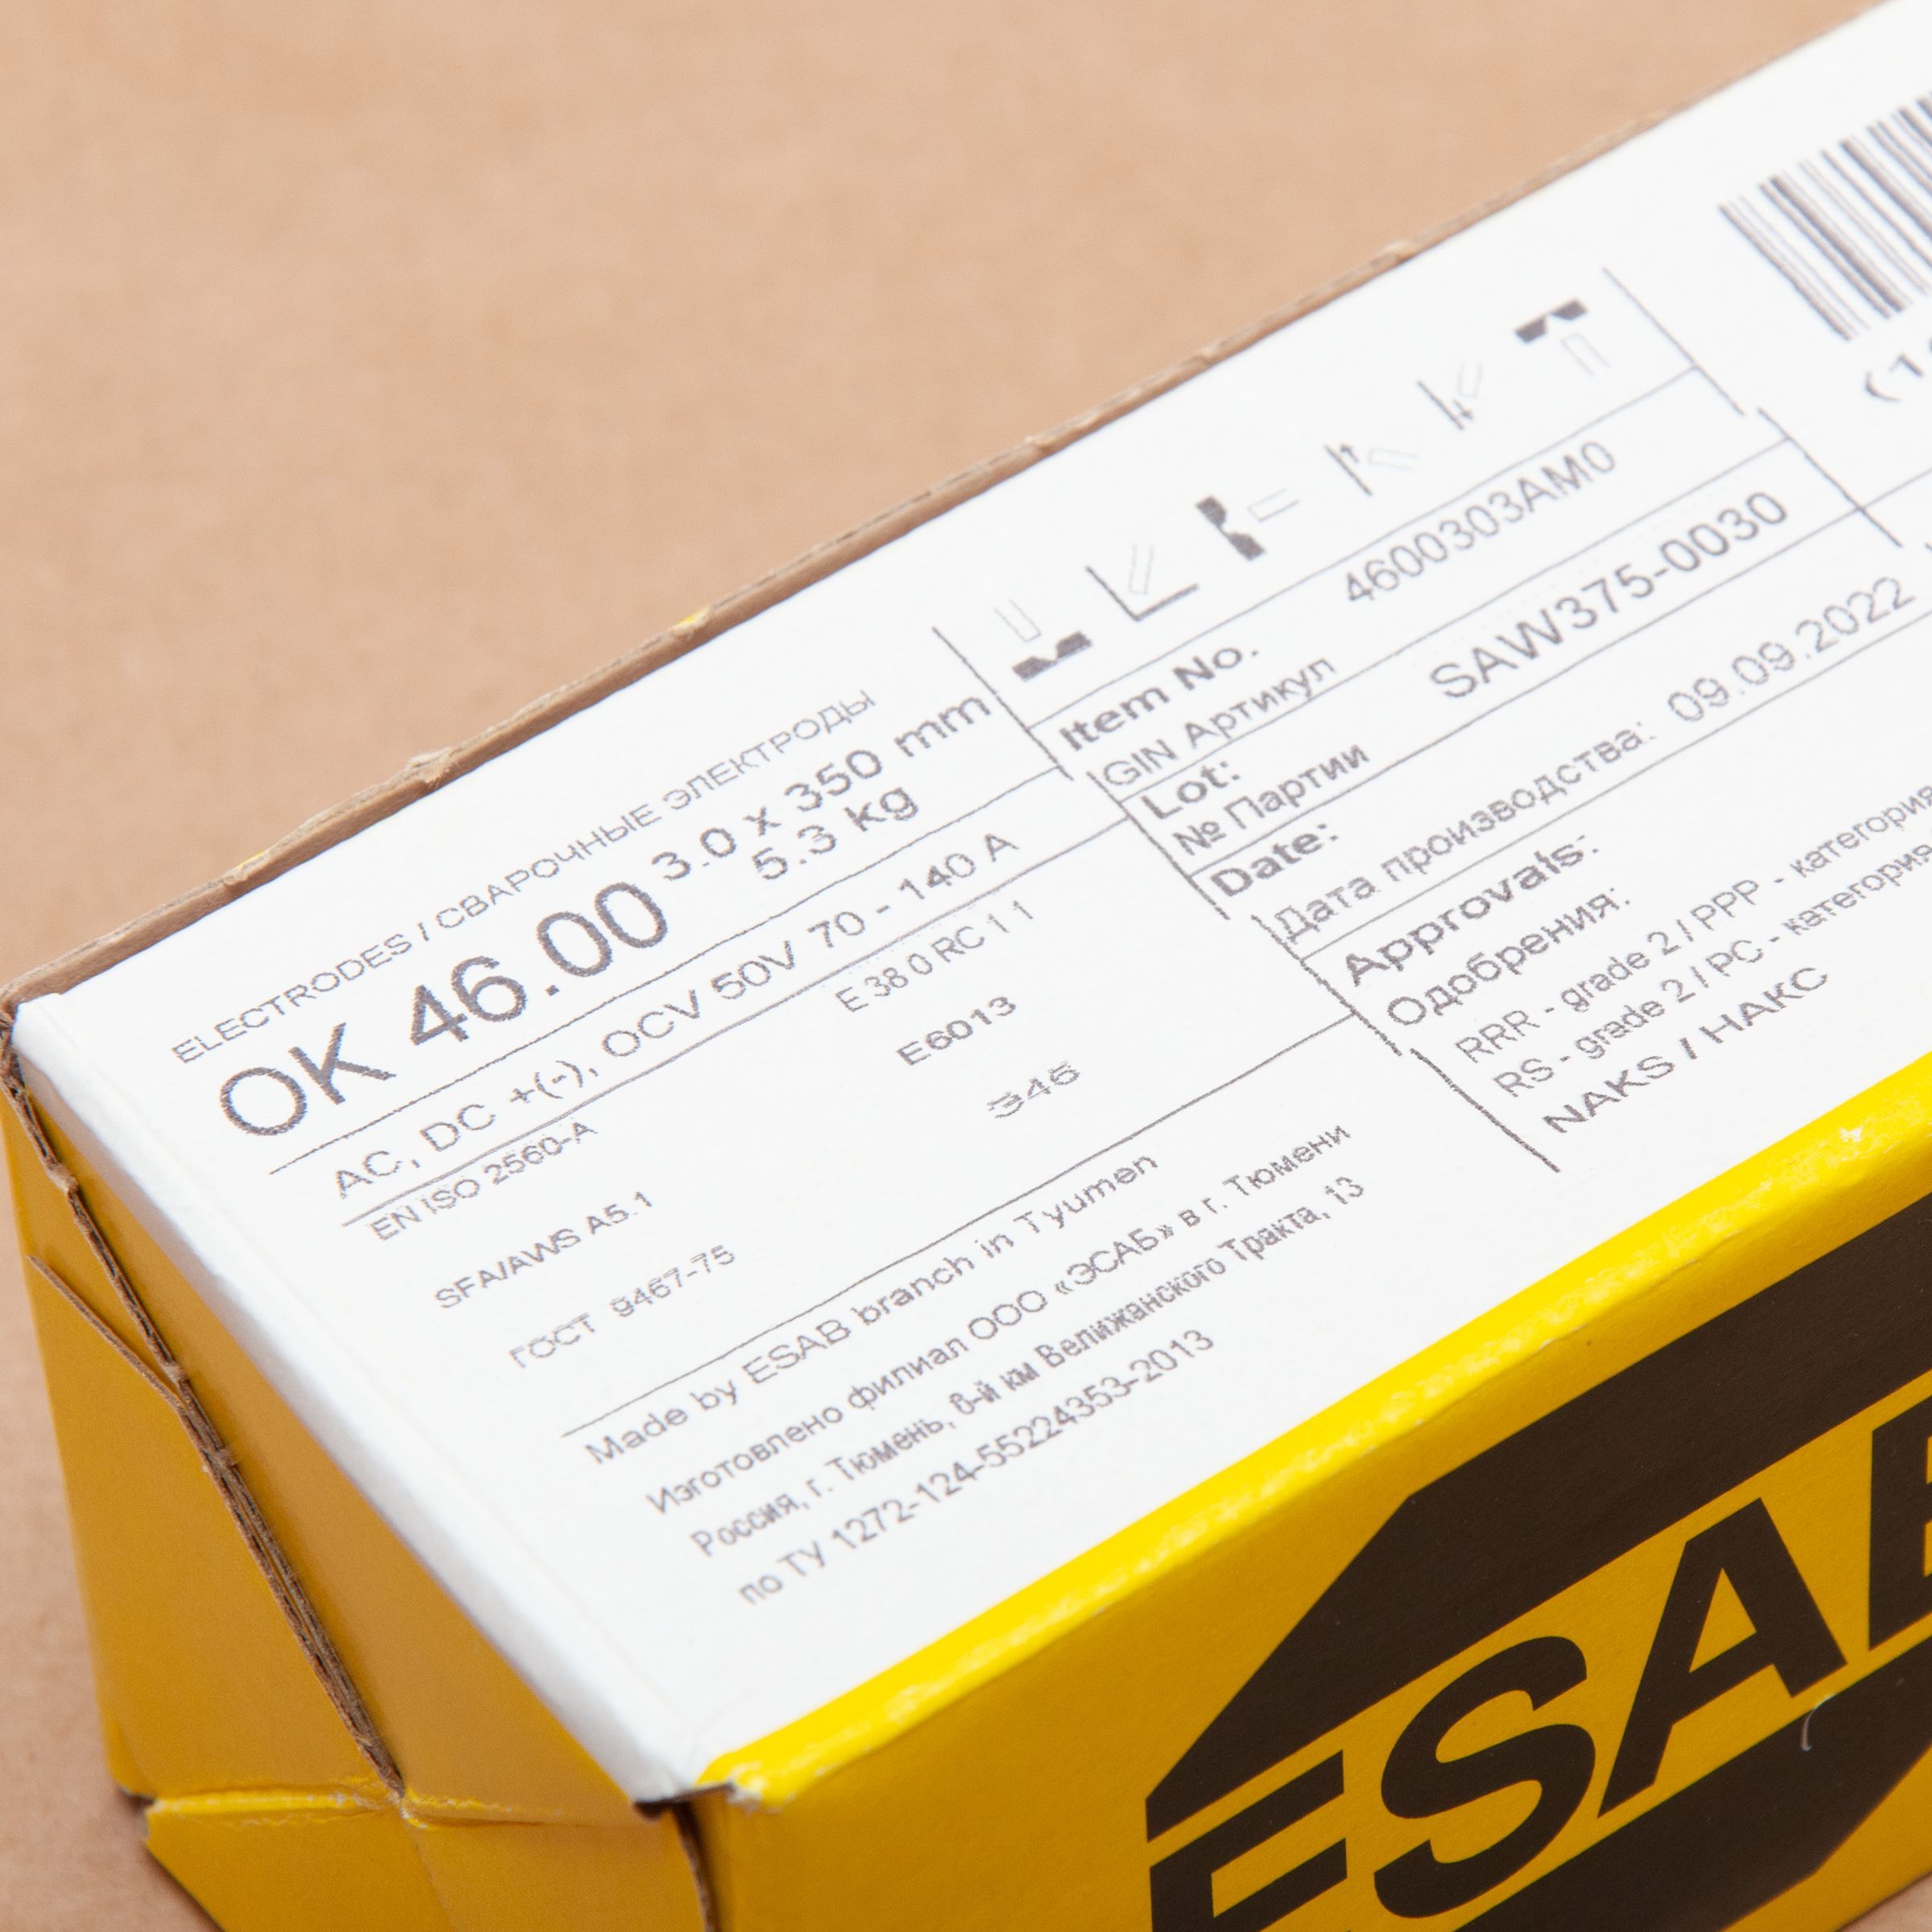 ELECTRODES / СВАРОЧНЫЕ ЭЛЕКТРОДЫ
OK 46.00 3.0 x 350 mm
5.3 kg
AC, DC +(-), OCV 50V 70 - 140 A
EN ISO 2560-A E 38 0 RC 1 1
SFA/AWS A5.1 E6013
ГОСТ 9467-75 Э46
Made by ESAB branch in Tyumen
Изготовлено филиал ООО «ЭСАБ» в г. Тюмени
Россия, г. Тюмень, 8-й км Велижанского Тракта, 13
по ТУ 1272-124-55224353-2013
Item No. 4600303AM0
GIN Артикул
Lot: SAW375-0030
№ Партии
Date:
Дата производства: 09.09.2022
Approvals:
Одобрения:
RRR - grade 2 / РРР - категория
RS - grade 2 / РС - категория
NAKS / НАКС
ESAB